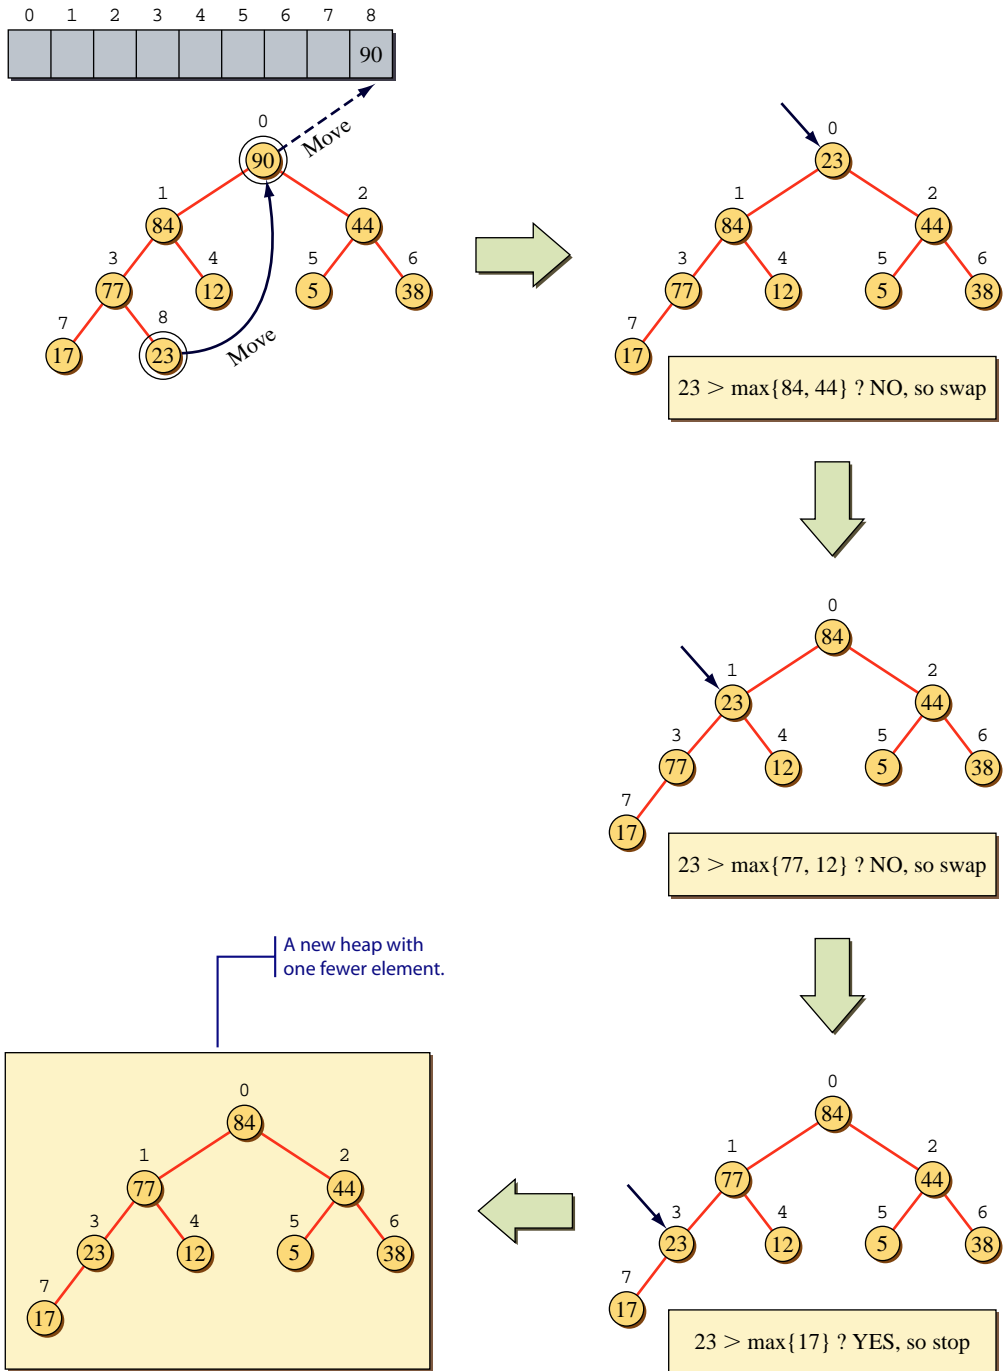 0 1 2 3 4 5 6 7 8
90
0
90
Move
1 2
84 44
3 4 5 6
77 12 5 38
7 8
17 23
Move
0
23
1 2
84 44
3 4 5 6
77 12 5 38
7
17
23 > max{84, 44} ? NO, so swap
0
84
1 2
23 44
3 4 5 6
77 12 5 38
7
17
23 > max{77, 12} ? NO, so swap
0
84
1 2
77 44
3 4 5 6
23 12 5 38
7
17
23 > max{17} ? YES, so stop
A new heap with
one fewer element.
0
84
1 2
77 44
3 4 5 6
23 12 5 38
7
17